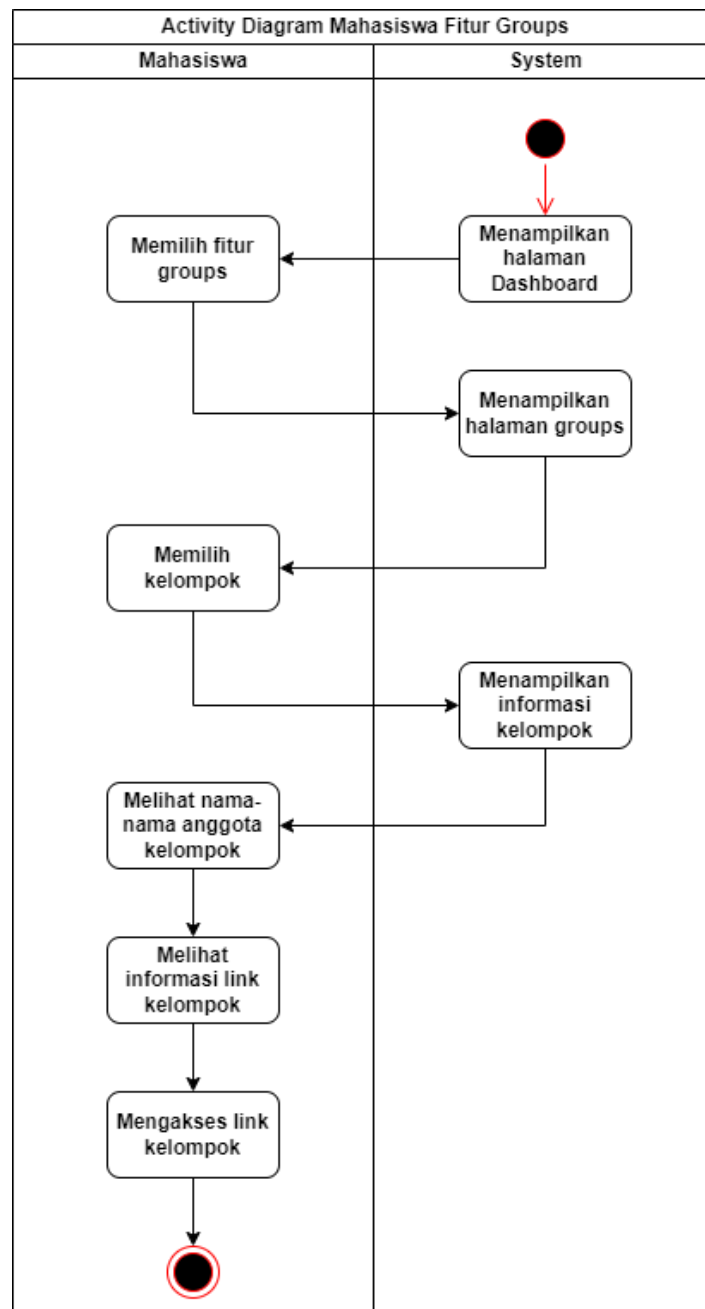 Activity Diagram Mahasiswa Fitur Groups
Mahasiswa
System
Menampilkan
halaman
Dashboard
Memilih fitur
groups
Menampilkan
halaman groups
Memilih
kelompok
Menampilkan
informasi
kelompok
Melihat nama-
nama anggota
kelompok
Melihat
informasi link
kelompok
Mengakses link
kelompok